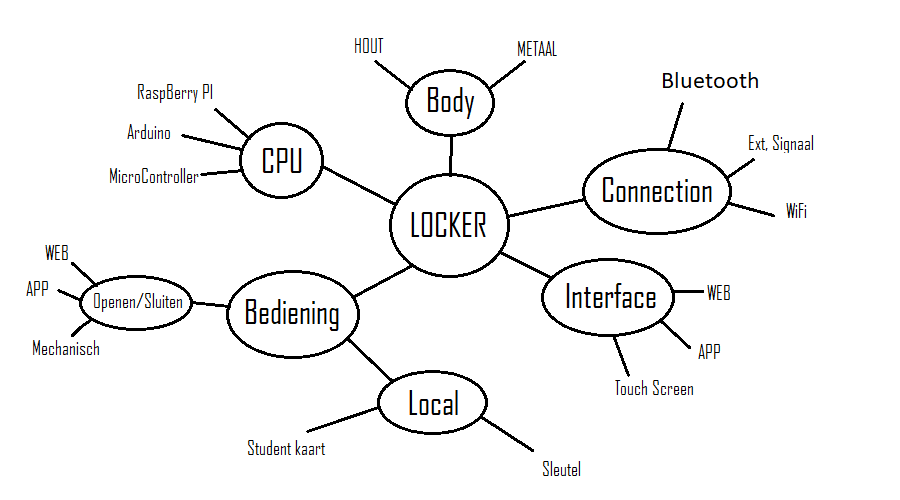 HOUT
METAAL
Body
Bluetooth
RaspBerry PI
Arduino
MicroController
CPU
Ext, Signaal
Connection
WiFi
LOCKER
WEB
APP
Openen/Sluiten
Mechanisch
Bediening
Interface
WEB
APP
Touch Screen
Local
Student kaart
Sleutel